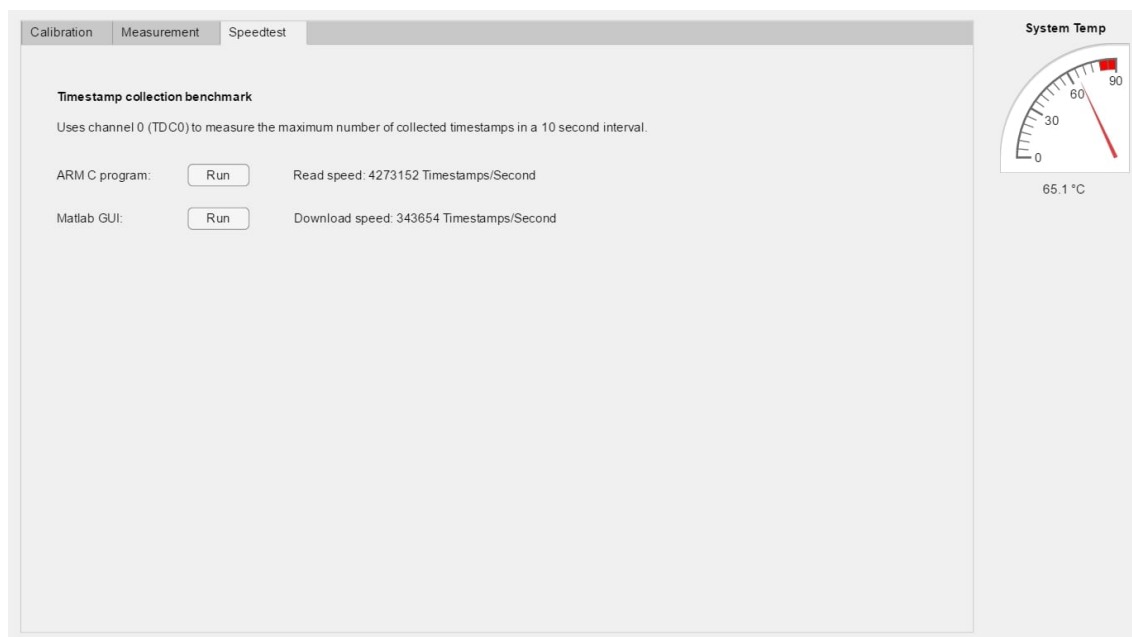 Calibration Measurement Speedtest
System Temp
Timestamp collection benchmark
Uses channel 0 (TDC0) to measure the maximum number of collected timestamps in a 10 second interval.
ARM C program: Run Read speed: 4273152 Timestamps/Second
Matlab GUI: Run Download speed: 343654 Timestamps/Second
0
30
60
90
65.1 °C